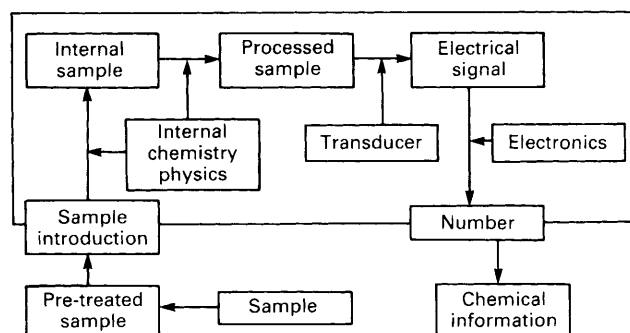 Internal
sample
Processed
sample
Electrical
signal
Internal
chemistry
physics
Transducer
Electronics
Sample
introduction
Number
Pre-treated
sample
Sample
Chemical
information